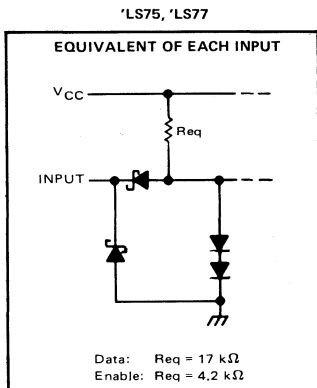 'LS75, 'LS77
EQUIVALENT OF EACH INPUT
VCC
Req
INPUT
Data: Req = 17 kΩ
Enable: Req = 4.2 kΩ